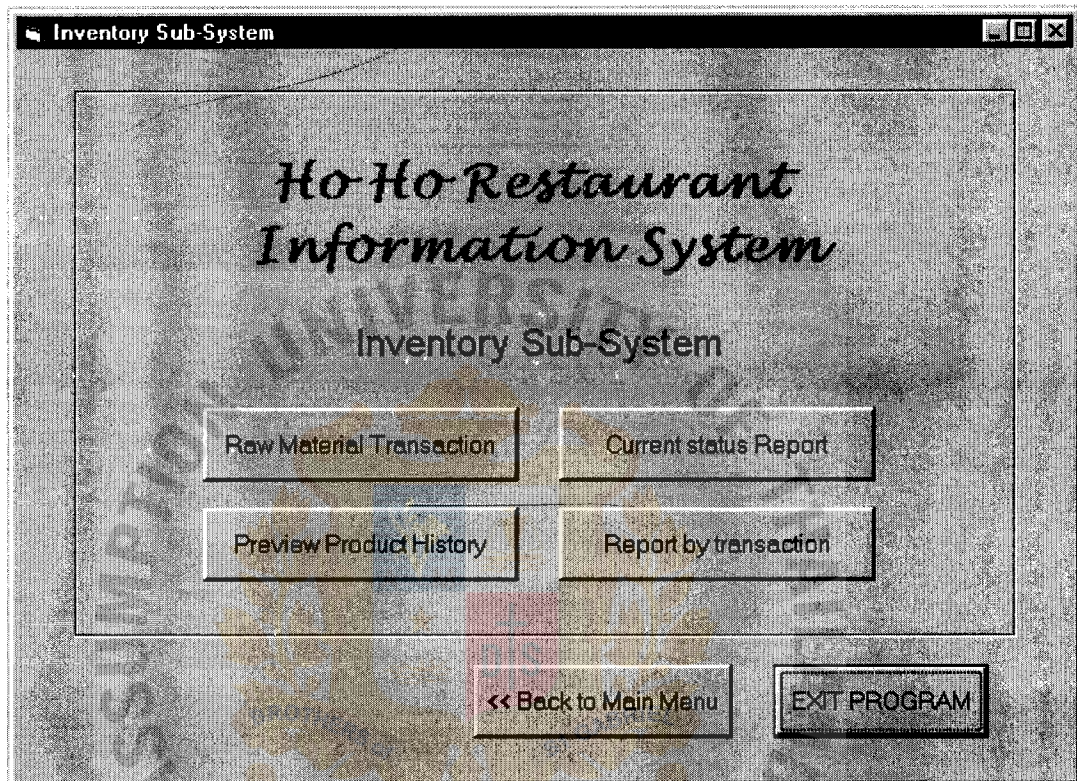 Inventory Sub-System
Ho Ho Restaurant
Information System
UNIVERSITY
Inventory Sub-System
Raw Material Transaction
Current status Report
Preview Product History
Report by transaction
<< Back to Main Menu
EXIT PROGRAM